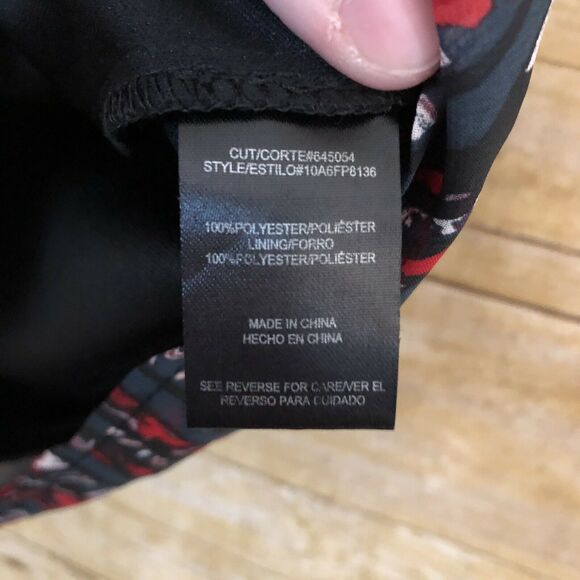 CUT/CORTE#645054
STYLE/ESTILO#10A6FP8136
100%POLYESTER/POLIÉSTER
LINING/FORRO
100%POLYESTER/POLIÉSTER
MADE IN CHINA
HECHO EN CHINA
SEE REVERSE FOR CARE/VER EL
REVERSO PARA CUIDADO